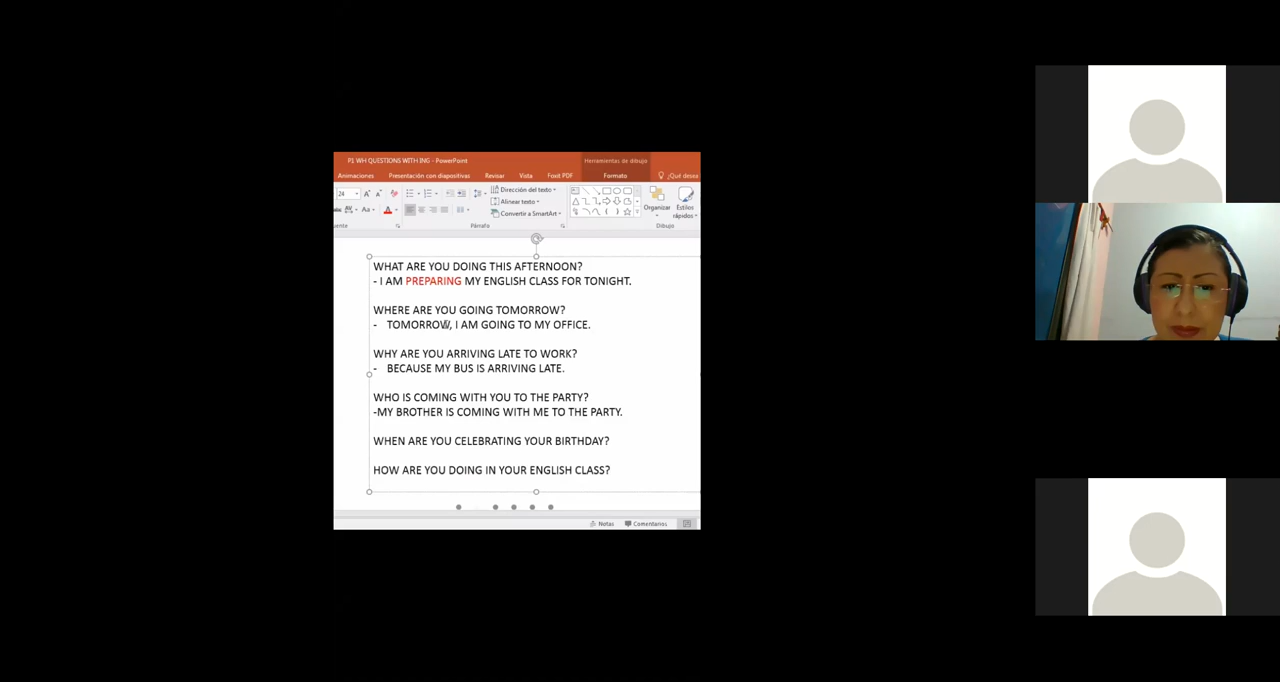 P1 WH QUESTIONS WITH ING - PowerPoint
Herramientas de dibujo
Animaciones Presentación con diapositivas Revisar Vista Foxit PDF Formato ¿Qué desea
24
Aa
Dirección del texto
Alinear texto
Convertir a SmartArt
Organizar Estilos rápidos
uente Párrafo Dibujo
WHAT ARE YOU DOING THIS AFTERNOON?
- I AM PREPARING MY ENGLISH CLASS FOR TONIGHT.
WHERE ARE YOU GOING TOMORROW?
- TOMORROW, I AM GOING TO MY OFFICE.
WHY ARE YOU ARRIVING LATE TO WORK?
- BECAUSE MY BUS IS ARRIVING LATE.
WHO IS COMING WITH YOU TO THE PARTY?
-MY BROTHER IS COMING WITH ME TO THE PARTY.
WHEN ARE YOU CELEBRATING YOUR BIRTHDAY?
HOW ARE YOU DOING IN YOUR ENGLISH CLASS?
Notas Comentarios